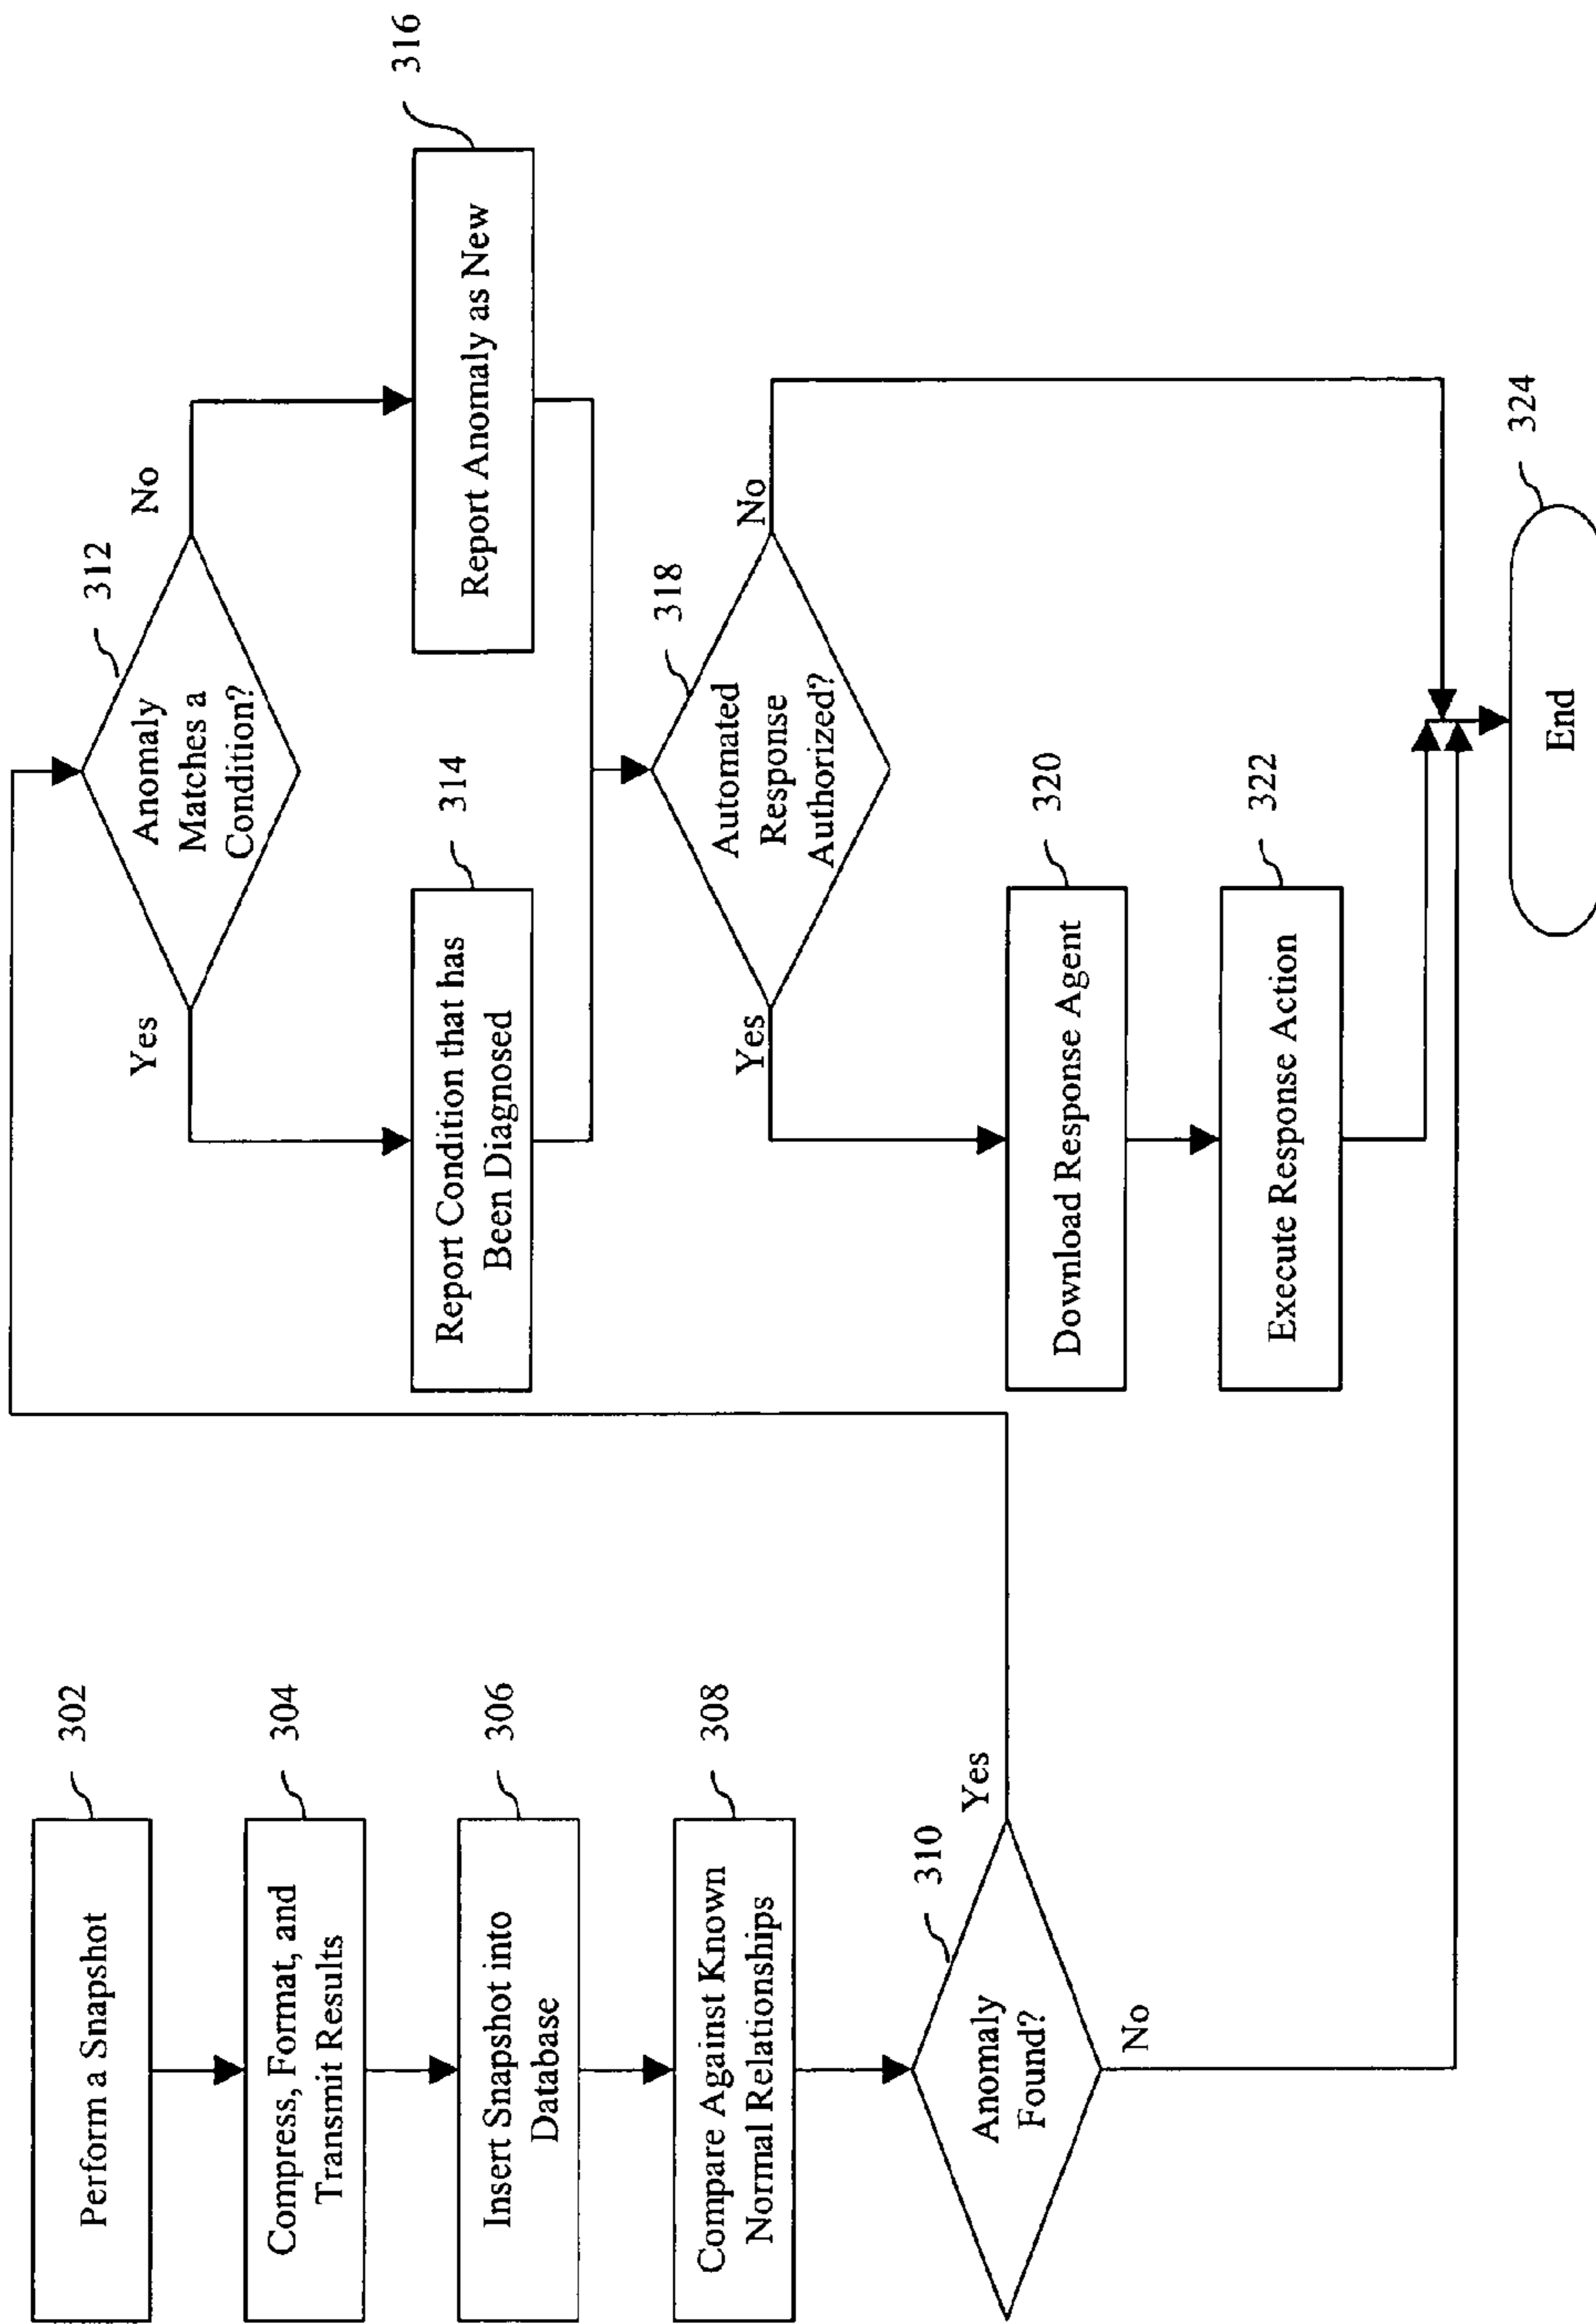 302
Perform a Snapshot
304
Compress, Format, and
Transmit Results
306
Insert Snapshot into
Database
308
Compare Against Known
Normal Relationships
310
Anomaly
Found?
Yes
No
312
Anomaly
Matches a
Condition?
Yes
No
314
Report Condition that has
Been Diagnosed
316
Report Anomaly as New
318
Automated
Response
Authorized?
Yes
No
320
Download Response Agent
322
Execute Response Action
324
End